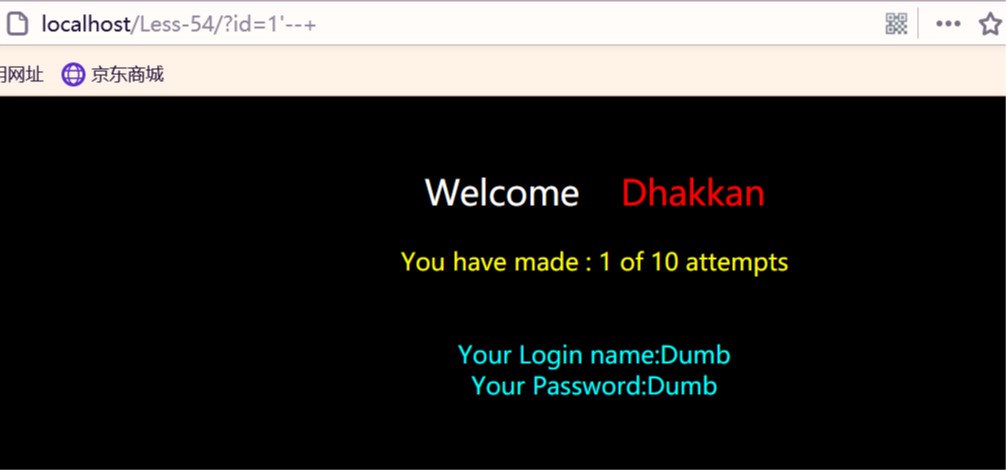 localhost/Less-54/?id=1'--+
用网址 京东商城
Welcome Dhakkan
You have made : 1 of 10 attempts
Your Login name:Dumb
Your Password:Dumb